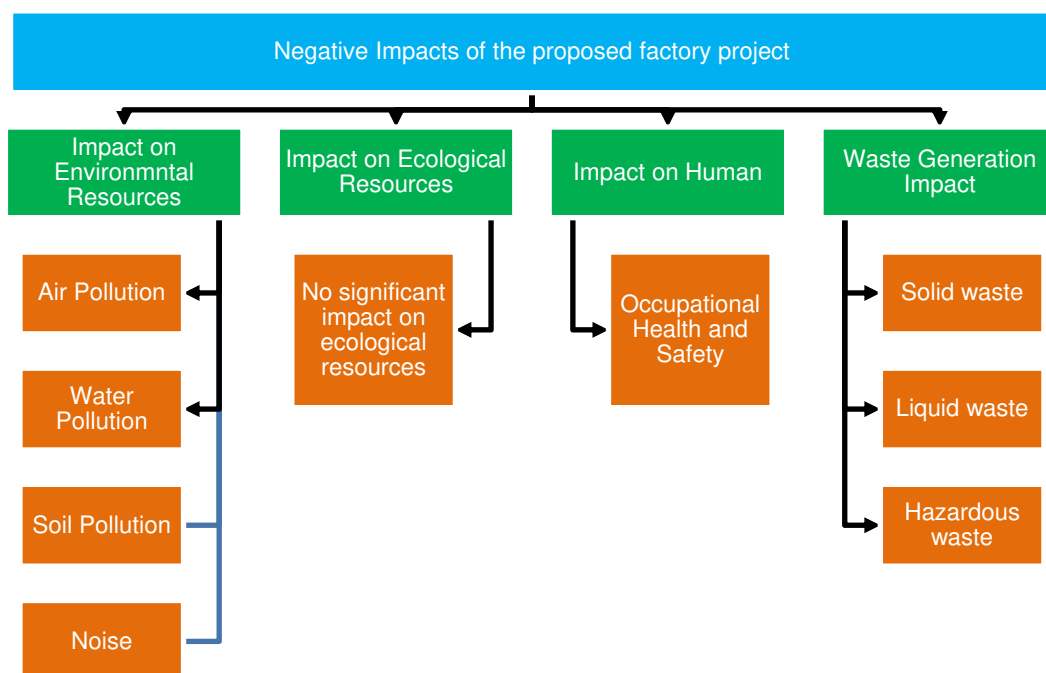 Negative Impacts of the proposed factory project
Impact on
Environmntal
Resources
Impact on Ecological
Resources
Impact on Human
Waste Generation
Impact
Air Pollution
Water
Pollution
Soil Pollution
Noise
No significant
impact on
ecological
resources
Occupational
Health and
Safety
Solid waste
Liquid waste
Hazardous
waste